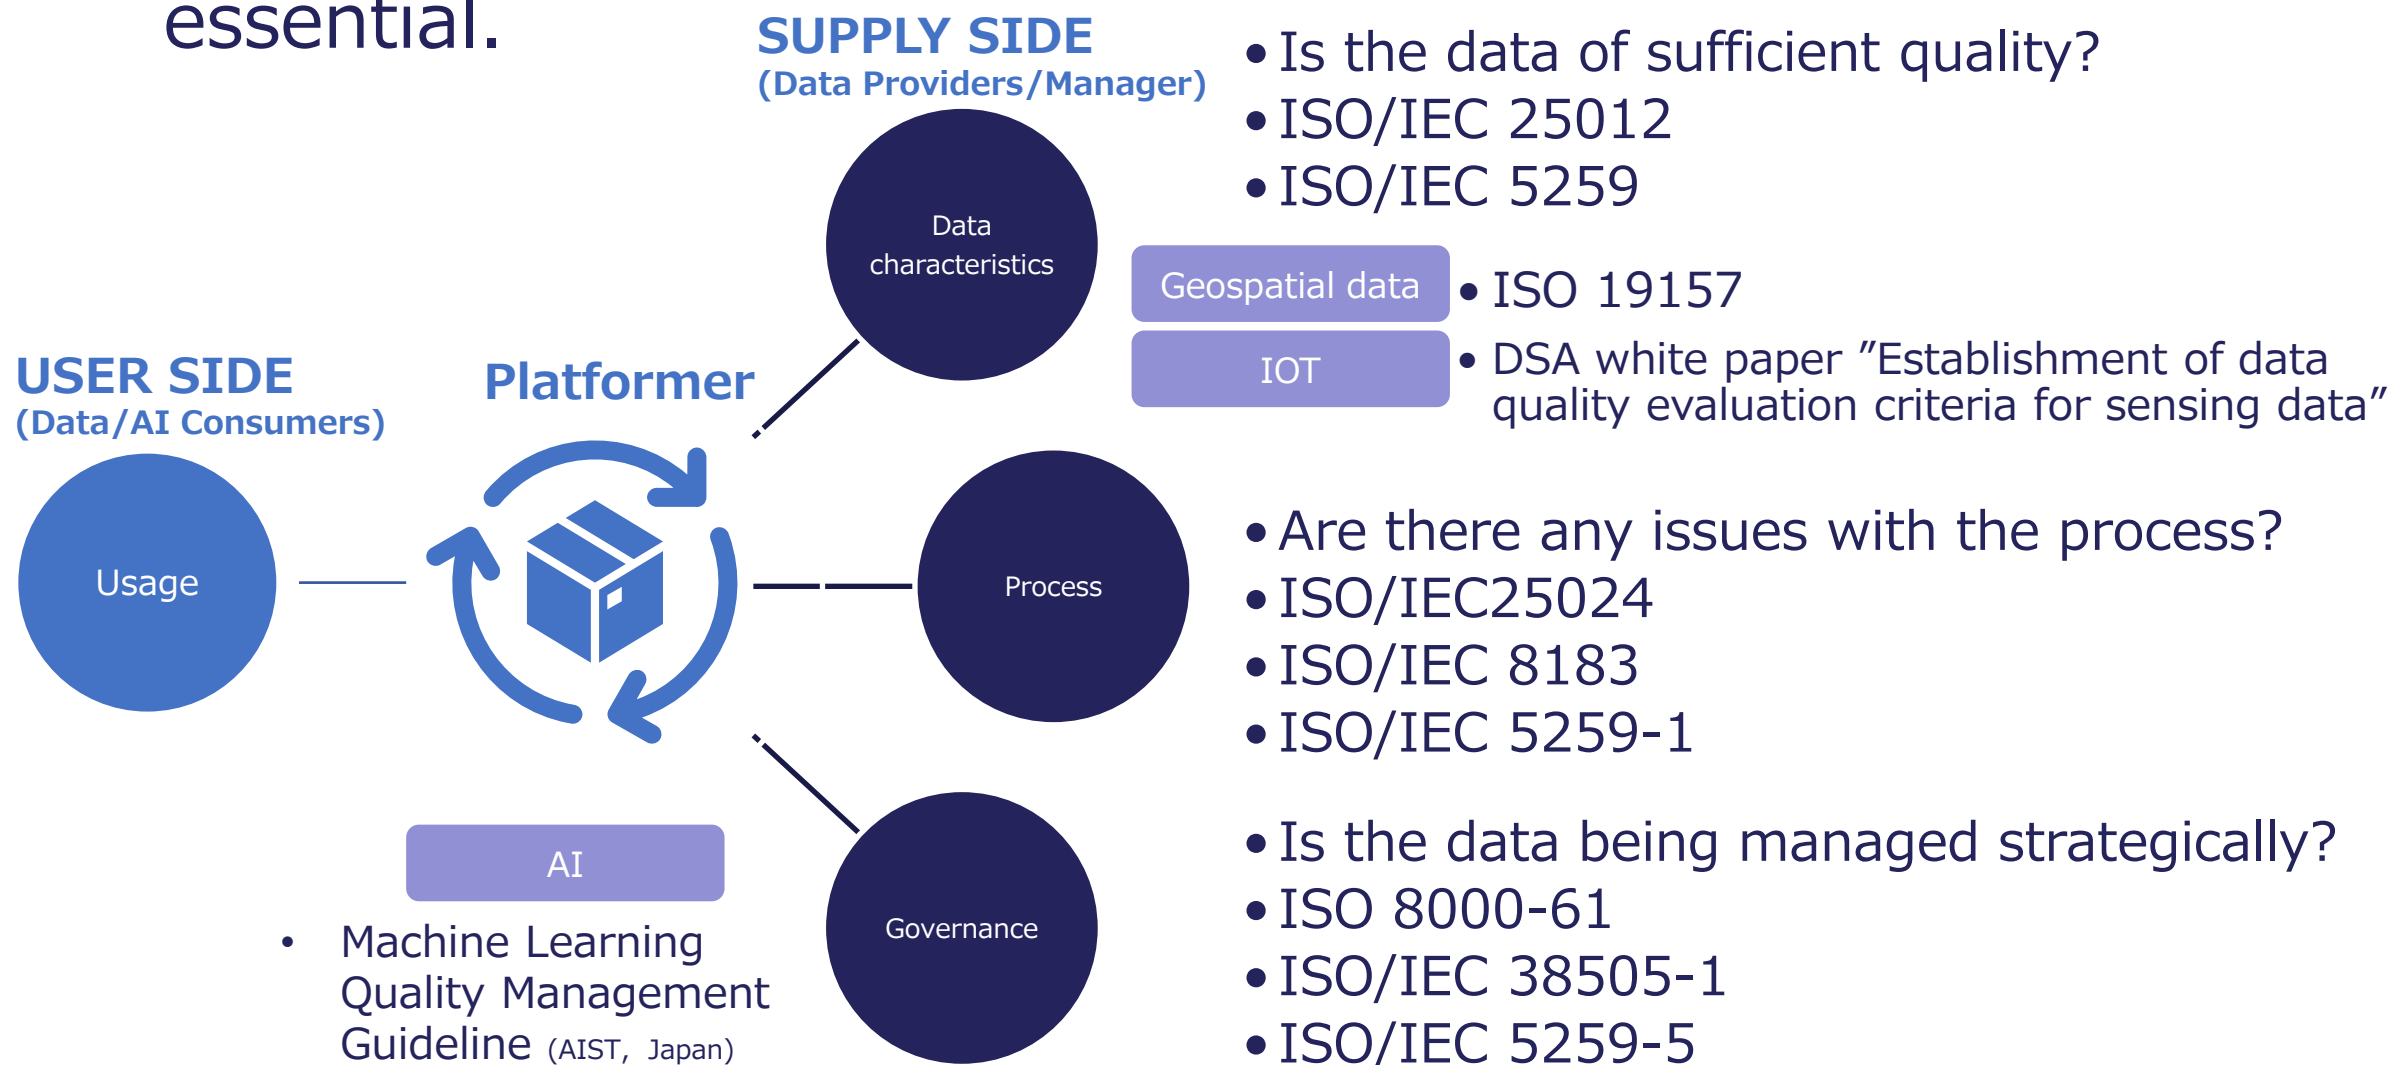 essential.
SUPPLY SIDE
(Data Providers/Manager)
• Is the data of sufficient quality?
• ISO/IEC 25012
• ISO/IEC 5259
Data
characteristics
Geospatial data
• ISO 19157
IOT
• DSA white paper ″Establishment of data
quality evaluation criteria for sensing data″
USER SIDE
(Data/AI Consumers)
Platformer
Usage
Process
• Are there any issues with the process?
• ISO/IEC25024
• ISO/IEC 8183
• ISO/IEC 5259-1
AI
• Machine Learning
Quality Management
Guideline (AIST, Japan)
Governance
• Is the data being managed strategically?
• ISO 8000-61
• ISO/IEC 38505-1
• ISO/IEC 5259-5